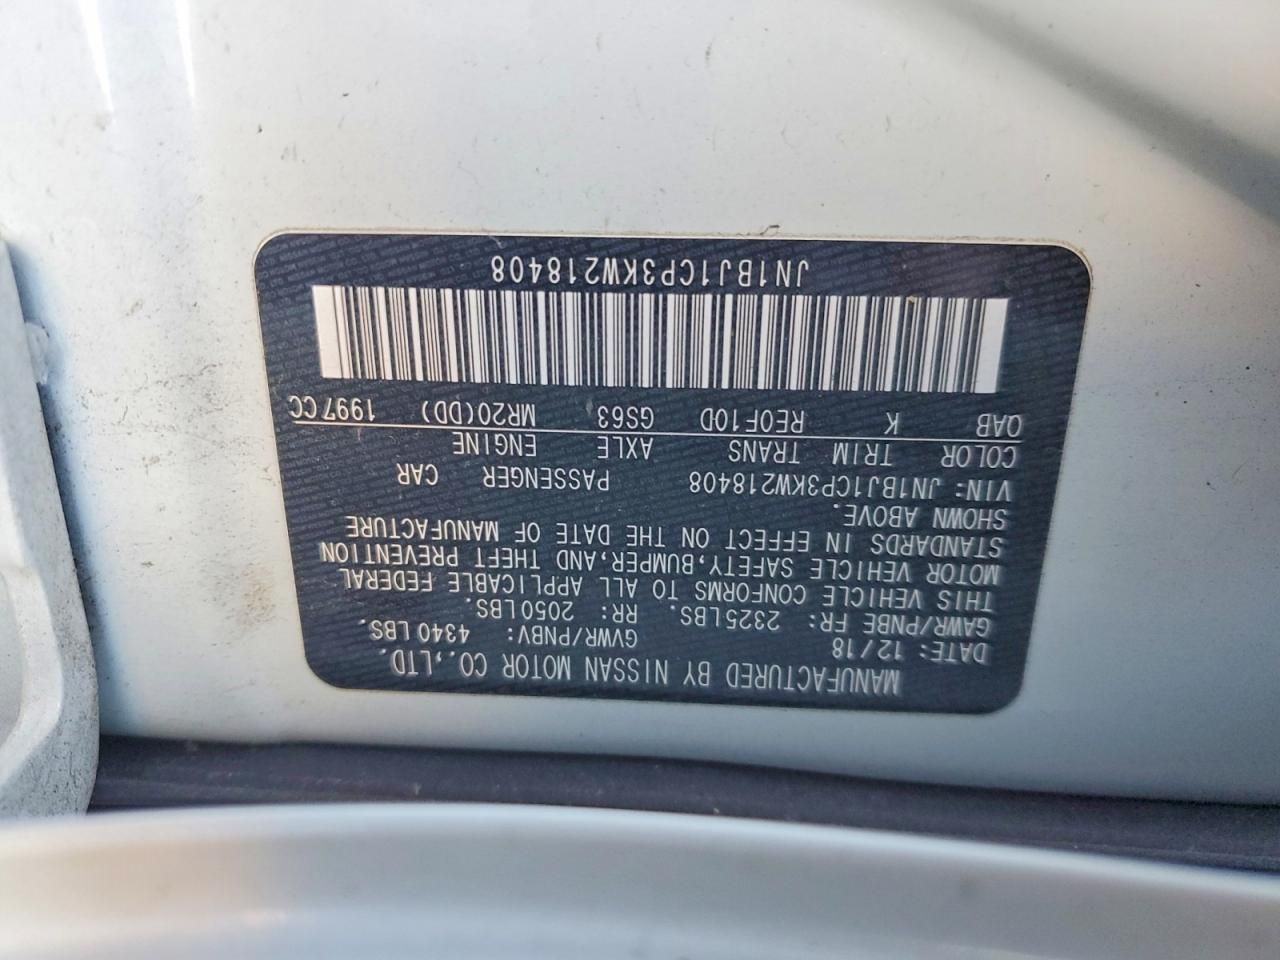 MANUFACTURED BY NISSAN MOTOR CO.,LTD.
DATE: 12/18 GVWR/PNBV: 4340 LBS.
GAWR/PNBE FR: 2325LBS. RR: 2050LBS.
THIS VEHICLE CONFORMS TO ALL APPLICABLE FEDERAL
MOTOR VEHICLE SAFETY,BUMPER,AND THEFT PREVENTION
STANDARDS IN EFFECT ON THE DATE OF MANUFACTURE
SHOWN ABOVE.
VIN: JN1BJ1CP3KW218408 PASSENGER CAR
COLOR TRIM TRANS AXLE ENGINE
QAB K RE0F10D GS63 MR20(DD) 1997CC
JN1BJ1CP3KW218408